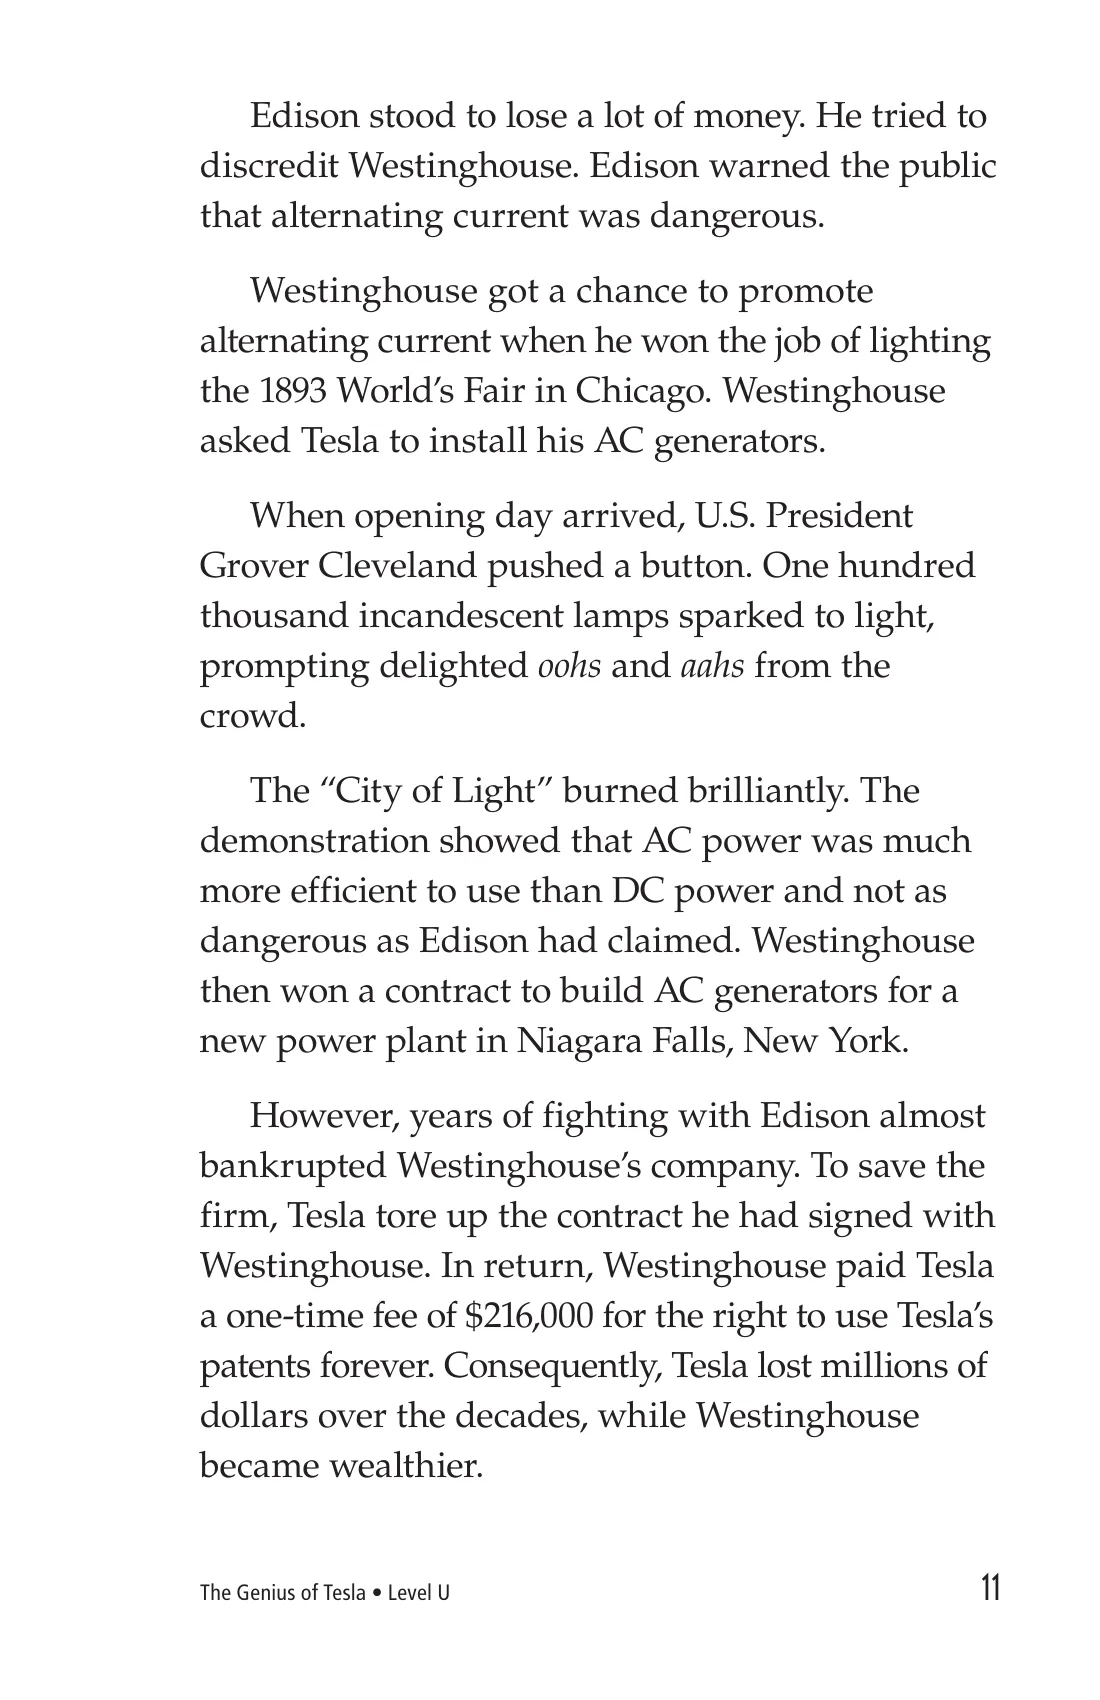 Edison stood to lose a lot of money. He tried to
discredit Westinghouse. Edison warned the public
that alternating current was dangerous.
Westinghouse got a chance to promote
alternating current when he won the job of lighting
the 1893 World’s Fair in Chicago. Westinghouse
asked Tesla to install his AC generators.
When opening day arrived, U.S. President
Grover Cleveland pushed a button. One hundred
thousand incandescent lamps sparked to light,
prompting delighted oohs and aahs from the
crowd.
The “City of Light” burned brilliantly. The
demonstration showed that AC power was much
more efficient to use than DC power and not as
dangerous as Edison had claimed. Westinghouse
then won a contract to build AC generators for a
new power plant in Niagara Falls, New York.
However, years of fighting with Edison almost
bankrupted Westinghouse’s company. To save the
firm, Tesla tore up the contract he had signed with
Westinghouse. In return, Westinghouse paid Tesla
a one-time fee of $216,000 for the right to use Tesla’s
patents forever. Consequently, Tesla lost millions of
dollars over the decades, while Westinghouse
became wealthier.
The Genius of Tesla • Level U 11